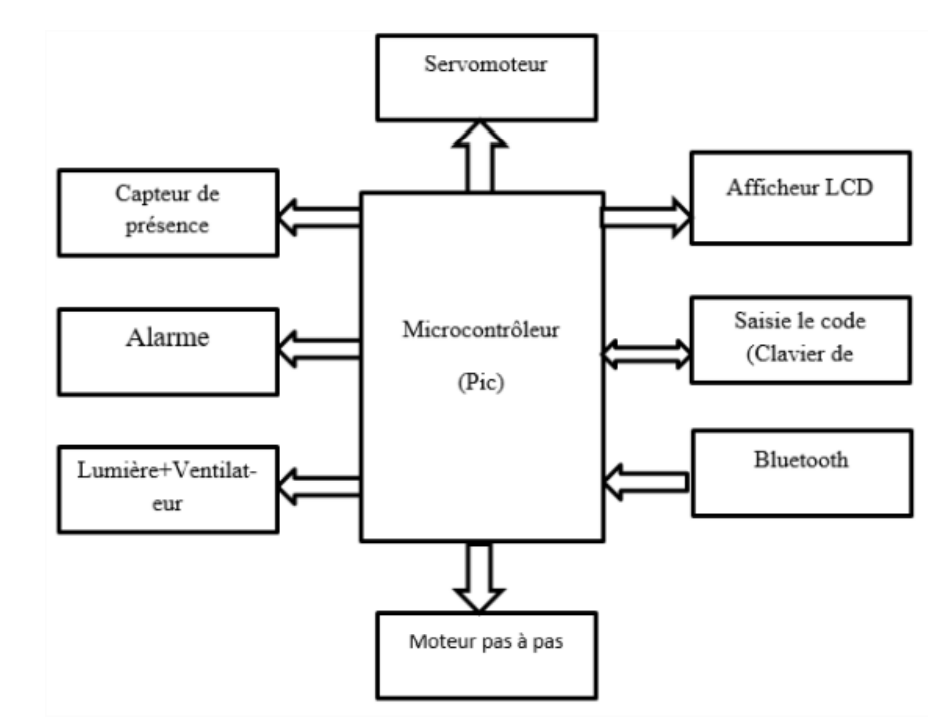 Servomoteur
Capteur de
présence
Afficheur LCD
Alarme
Microcontrôleur
(Pic)
Saisie le code
(Clavier de
Lumière+Ventilat-
eur
Bluetooth
Moteur pas à pas